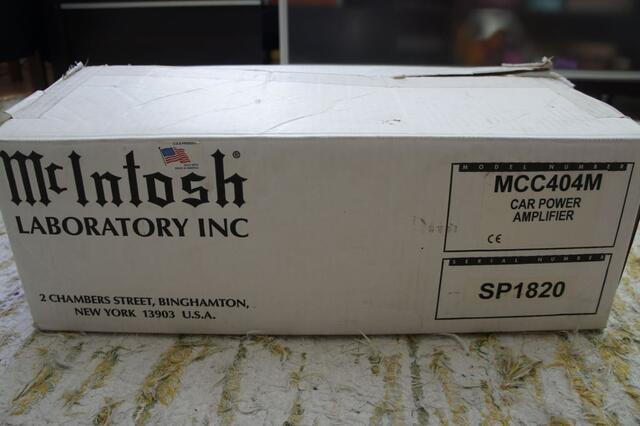 McIntosh®
LABORATORY INC
2 CHAMBERS STREET, BINGHAMTON,
NEW YORK 13903 U.S.A.
MODEL NUMBER
MCC404M
CAR POWER
AMPLIFIER
CE
SERIAL NUMBER
SP1820